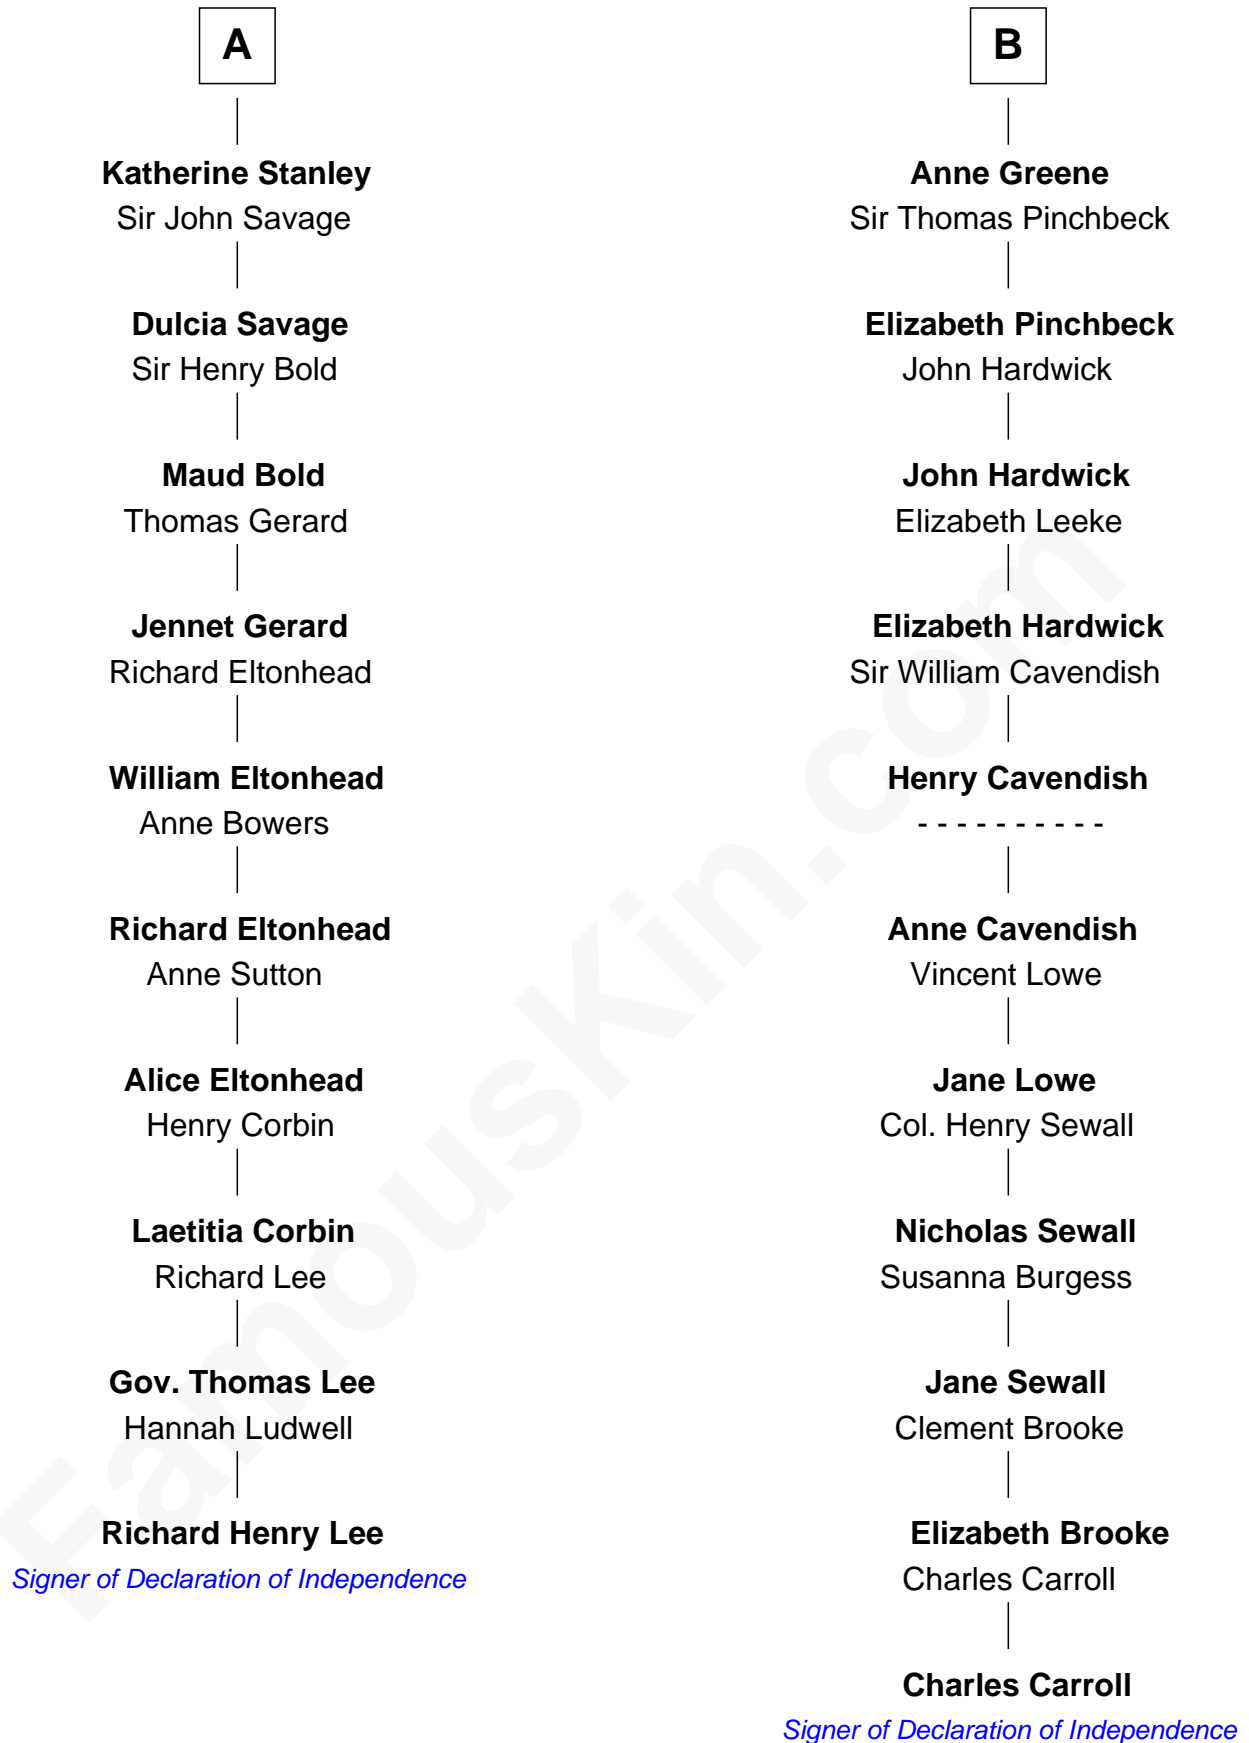 A
Katherine Stanley
Sir John Savage
Dulcia Savage
Sir Henry Bold
Maud Bold
Thomas Gerard
Jennet Gerard
Richard Eltonhead
William Eltonhead
Anne Bowers
Richard Eltonhead
Anne Sutton
Alice Eltonhead
Henry Corbin
Laetitia Corbin
Richard Lee
Gov. Thomas Lee
Hannah Ludwell
Richard Henry Lee
Signer of Declaration of Independence
B
Anne Greene
Sir Thomas Pinchbeck
Elizabeth Pinchbeck
John Hardwick
John Hardwick
Elizabeth Leeke
Elizabeth Hardwick
Sir William Cavendish
Henry Cavendish
- - - - - - - - - -
Anne Cavendish
Vincent Lowe
Jane Lowe
Col. Henry Sewall
Nicholas Sewall
Susanna Burgess
Jane Sewall
Clement Brooke
Elizabeth Brooke
Charles Carroll
Charles Carroll
Signer of Declaration of Independence
FamousKin.com